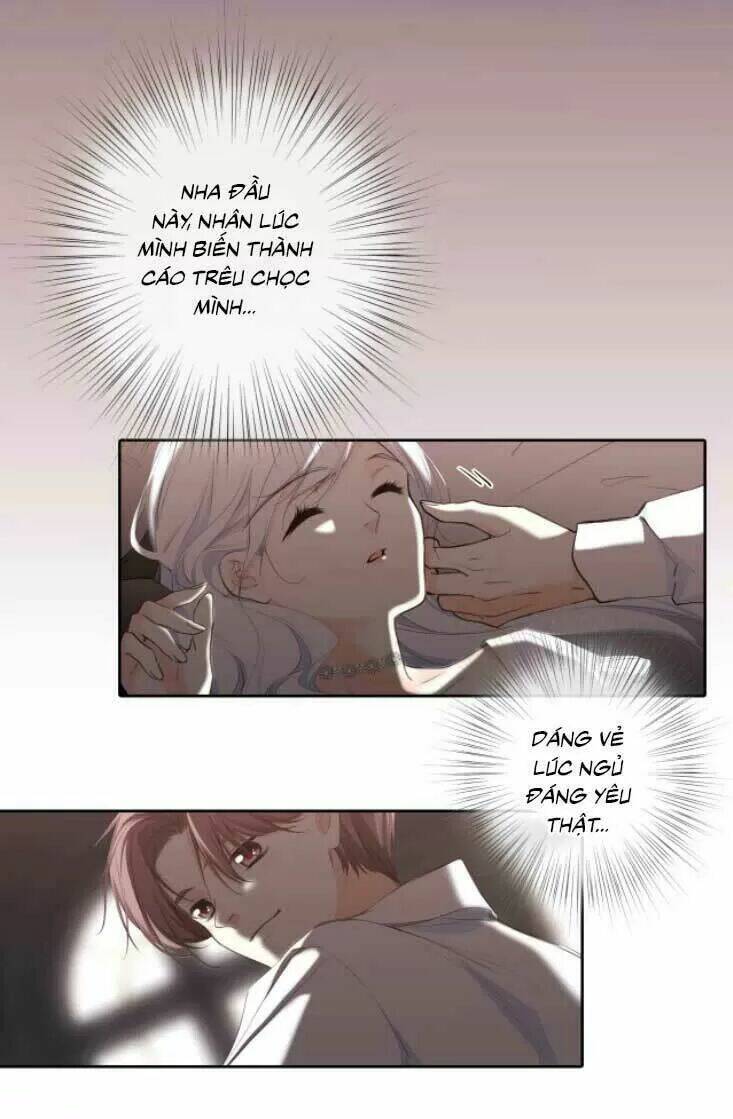 NHA ĐẦU
NÀY, NHÂN LÚC
MÌNH BIẾN THÀNH
CÁO TRÊU CHỌC
MÌNH...
DÁNG VẺ
LÚC NGỦ
ĐÁNG YÊU
THẬT...